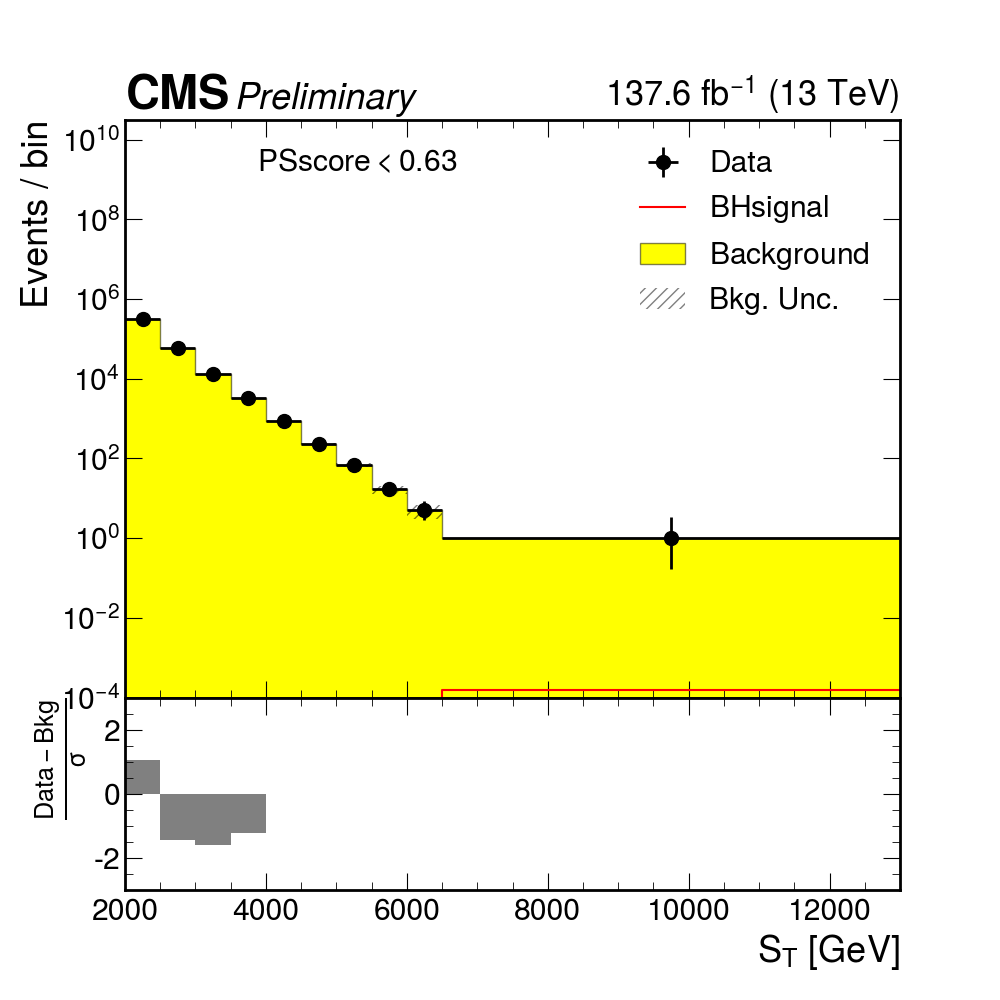 CMS Preliminary 137.6 fb⁻¹ (13 TeV)
Events / bin
10¹⁰
10⁸
10⁶
10⁴
10²
10⁰
10⁻²
10⁻⁴
PSscore < 0.63
Data
BHsignal
Background
Bkg. Unc.
Data – Bkg
σ
2
0
-2
2000 4000 6000 8000 10000 12000
S_T [GeV]